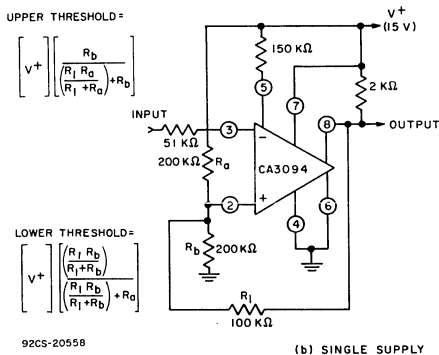 UPPER THRESHOLD =
[V+] [Rb / ((R1 Ra / R1 + Ra) + Rb)]
V+
(15 V)
150 KΩ
5
7
2 KΩ
INPUT
51 KΩ
3
8
OUTPUT
200 KΩ Ra
CA3094
2
4
6
LOWER THRESHOLD =
[V+] [(R1 Rb / R1 + Rb) / ((R1 Rb / R1 + Rb) + Ra)]
Rb 200 KΩ
R1
100 KΩ
92CS-20558
(b) SINGLE SUPPLY